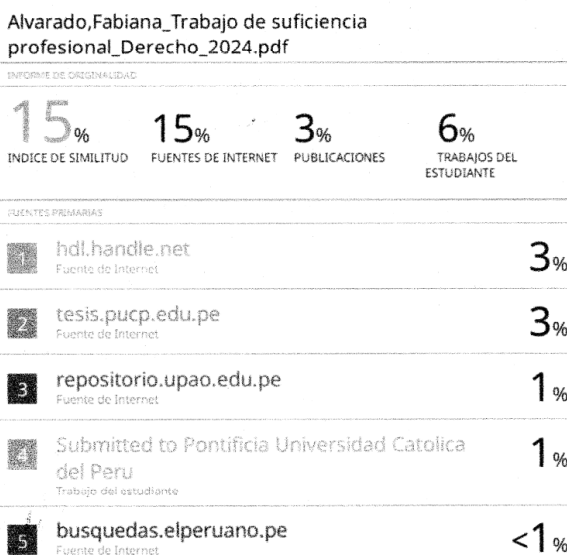 Alvarado,Fabiana_Trabajo de suficiencia
profesional_Derecho_2024.pdf
INFORME DE ORIGINALIDAD
15%
INDICE DE SIMILITUD
15%
FUENTES DE INTERNET
3%
PUBLICACIONES
6%
TRABAJOS DEL
ESTUDIANTE
FUENTES PRIMARIAS
1
hdl.handle.net
Fuente de Internet
3%
2
tesis.pucp.edu.pe
Fuente de Internet
3%
3
repositorio.upao.edu.pe
Fuente de Internet
1%
4
Submitted to Pontificia Universidad Catolica
del Peru
Trabajo del estudiante
1%
5
busquedas.elperuano.pe
Fuente de Internet
<1%